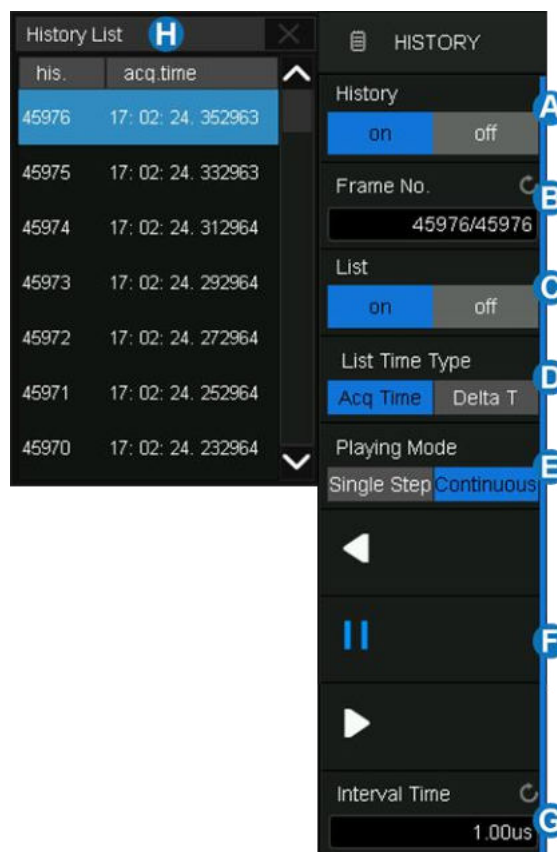 History List H
his. acq.time
45976 17: 02: 24. 352963
45975 17: 02: 24. 332963
45974 17: 02: 24. 312964
45973 17: 02: 24. 292964
45972 17: 02: 24. 272964
45971 17: 02: 24. 252964
45970 17: 02: 24. 232964
HISTORY
History A
on off
Frame No. B
45976/45976
List C
on off
List Time Type D
Acq Time Delta T
Playing Mode E
Single Step Continuous
F
Interval Time G
1.00us